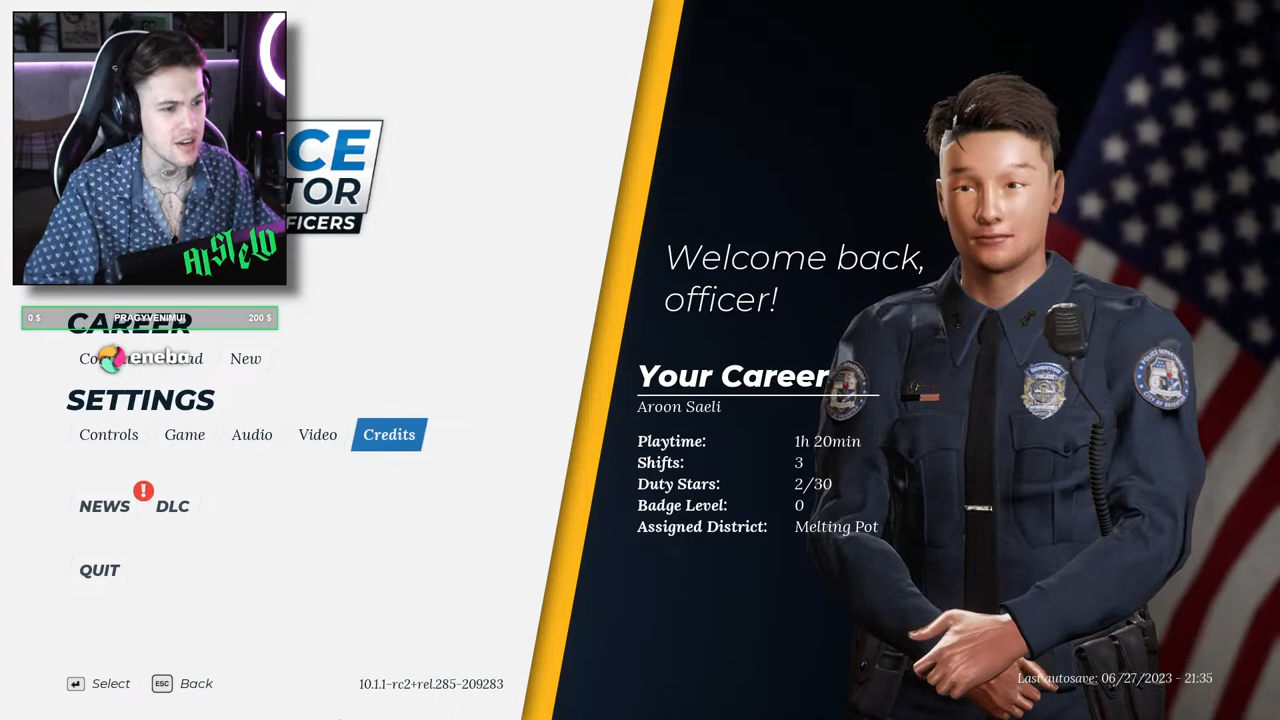 CE
TOR
FICERS
AISTELO
0 $ PRAGYVENIMUI 200 $
CAREER
eneba
New
SETTINGS
Controls Game Audio Video Credits
NEWS ! DLC
QUIT
Select ESC Back
10.1.1-rc2+rel.285-209283
Welcome back,
officer!
Your Career
Aroon Saeli
Playtime: 1h 20min
Shifts: 3
Duty Stars: 2/30
Badge Level: 0
Assigned District: Melting Pot
Last autosave: 06/27/2023 - 21:35